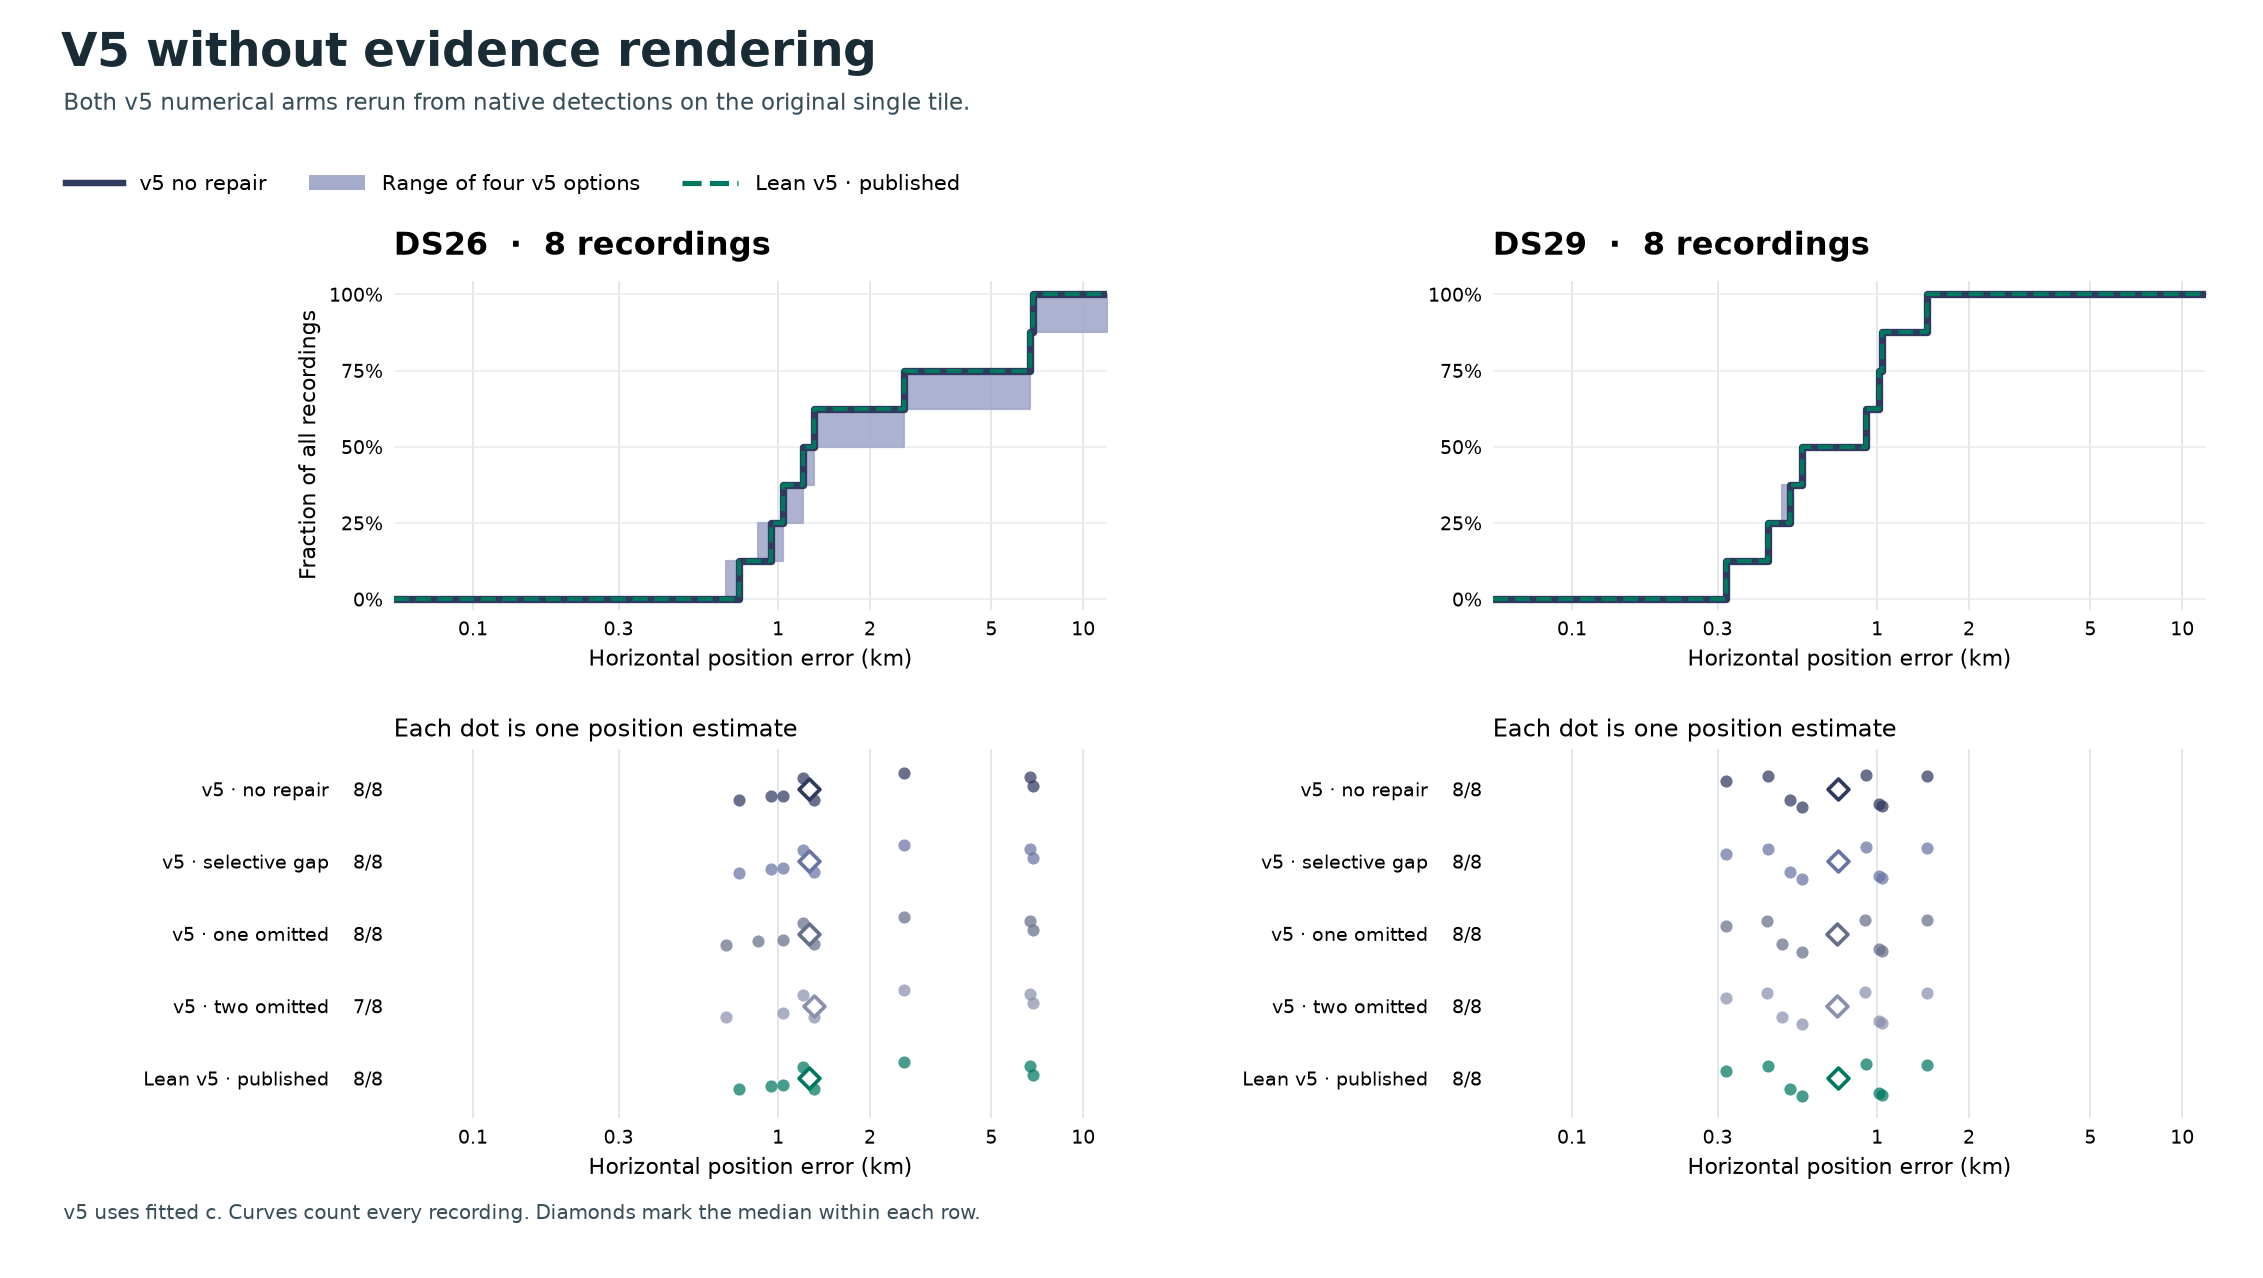 V5 without evidence rendering
Both v5 numerical arms rerun from native detections on the original single tile.
v5 no repair
Range of four v5 options
Lean v5 · published
DS26 · 8 recordings
Fraction of all recordings
100%
75%
50%
25%
0%
0.1 0.3 1 2 5 10
Horizontal position error (km)
DS29 · 8 recordings
100%
75%
50%
25%
0%
0.1 0.3 1 2 5 10
Horizontal position error (km)
Each dot is one position estimate
v5 · no repair 8/8
v5 · selective gap 8/8
v5 · one omitted 8/8
v5 · two omitted 7/8
Lean v5 · published 8/8
0.1 0.3 1 2 5 10
Horizontal position error (km)
Each dot is one position estimate
v5 · no repair 8/8
v5 · selective gap 8/8
v5 · one omitted 8/8
v5 · two omitted 8/8
Lean v5 · published 8/8
0.1 0.3 1 2 5 10
Horizontal position error (km)
v5 uses fitted c. Curves count every recording. Diamonds mark the median within each row.